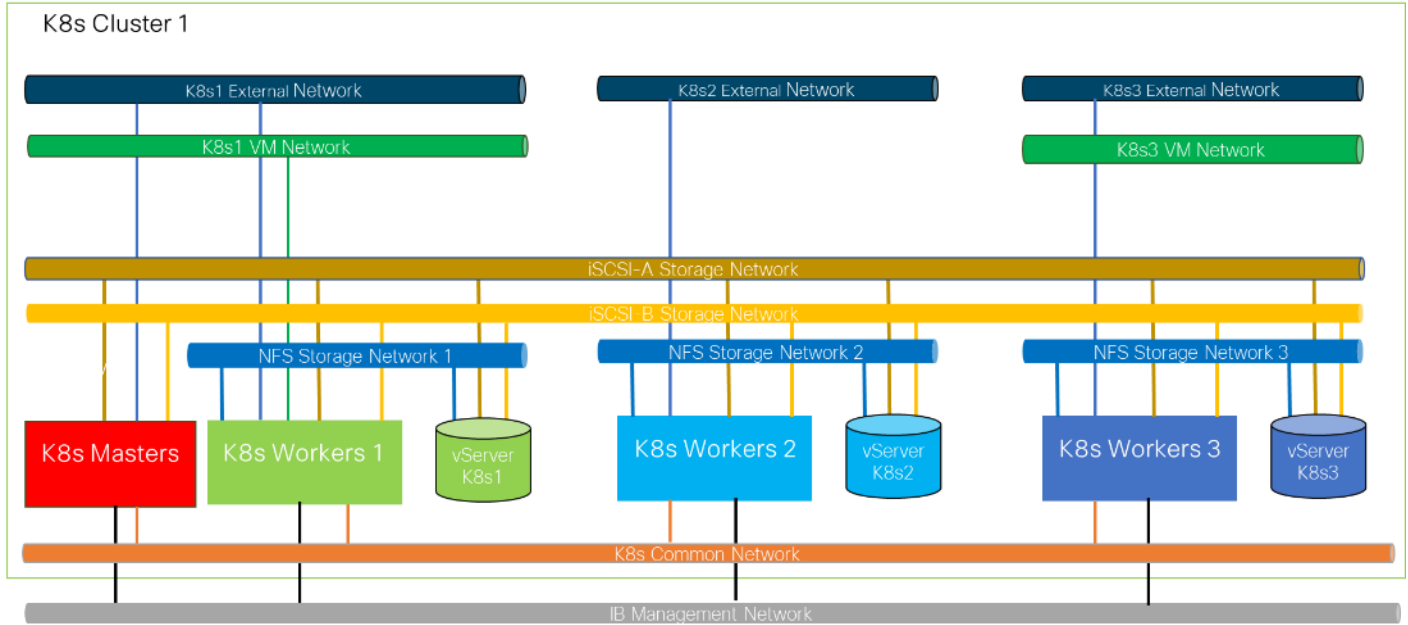 K8s Cluster 1
K8s1 External Network
K8s2 External Network
K8s3 External Network
K8s1 VM Network
K8s3 VM Network
iSCSI-A Storage Network
iSCSI-B Storage Network
NFS Storage Network 1
NFS Storage Network 2
NFS Storage Network 3
K8s Masters
K8s Workers 1
vServer
K8s1
K8s Workers 2
vServer
K8s2
K8s Workers 3
vServer
K8s3
K8s Common Network
IB Management Network